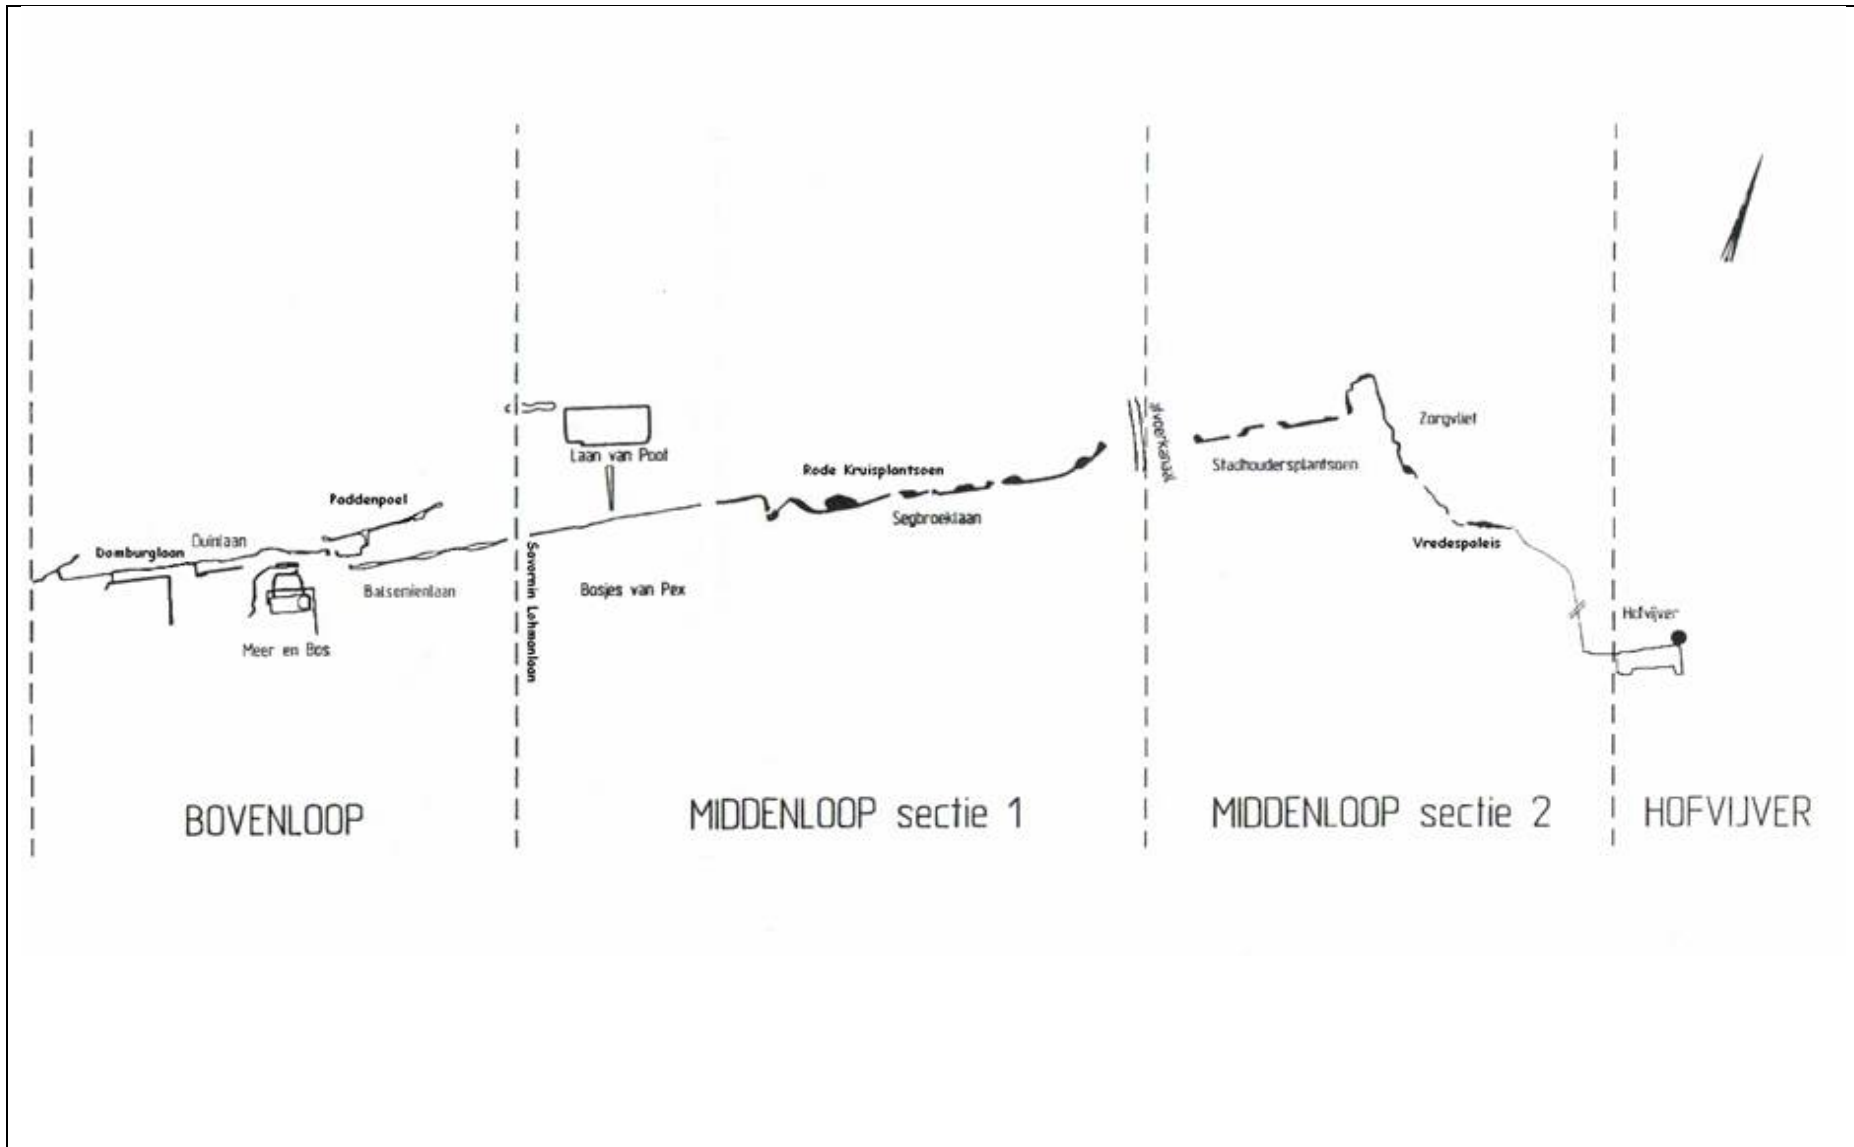 Zorgvliet
afvoerkanaal
Laan van Poot
Stadhoudersplantsoen
Rode Kruisplantsoen
Paddenpoel
Segbroeklaan
Duinlaan
Domburglaan
Vredespaleis
Balsemienlaan
Bosjes van Pex
Savornin Lohmanlaan
Hofvijver
Meer en Bos
BOVENLOOP
MIDDENLOOP sectie 1
MIDDENLOOP sectie 2
HOFVIJVER